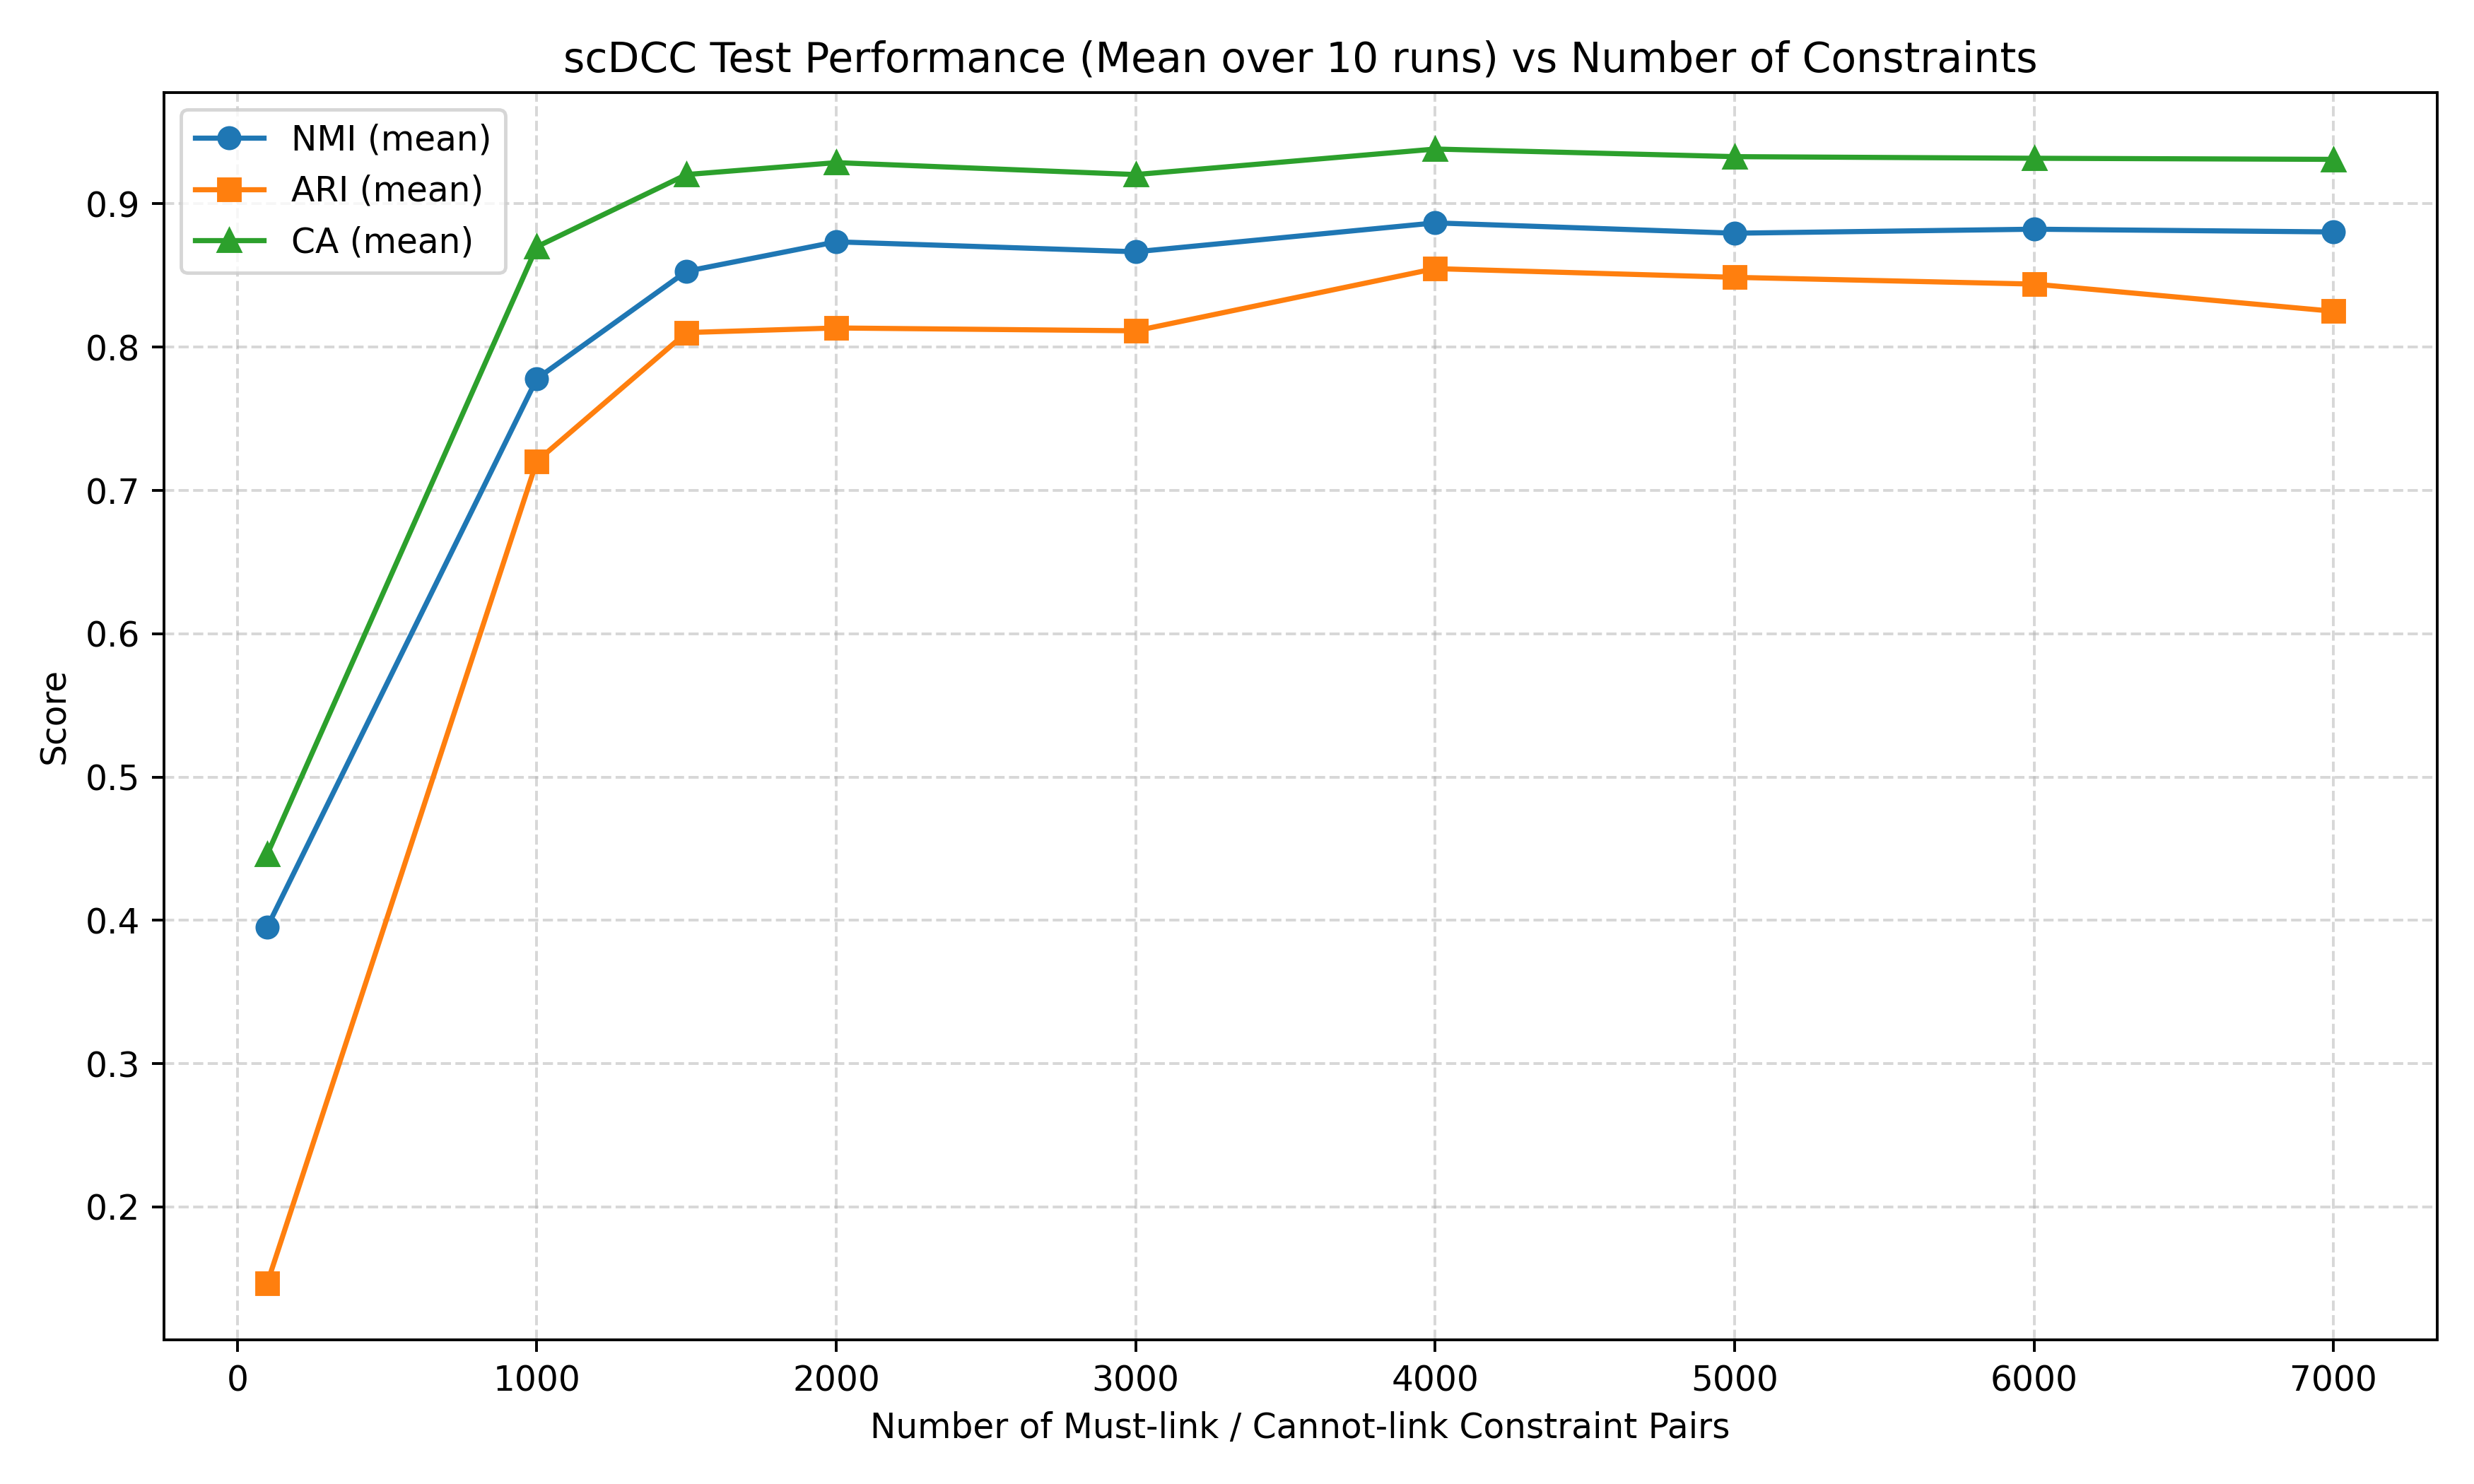 scDCC Test Performance (Mean over 10 runs) vs Number of Constraints
NMI (mean)
ARI (mean)
CA (mean)
Score
0.9
0.8
0.7
0.6
0.5
0.4
0.3
0.2
0 1000 2000 3000 4000 5000 6000 7000
Number of Must-link / Cannot-link Constraint Pairs